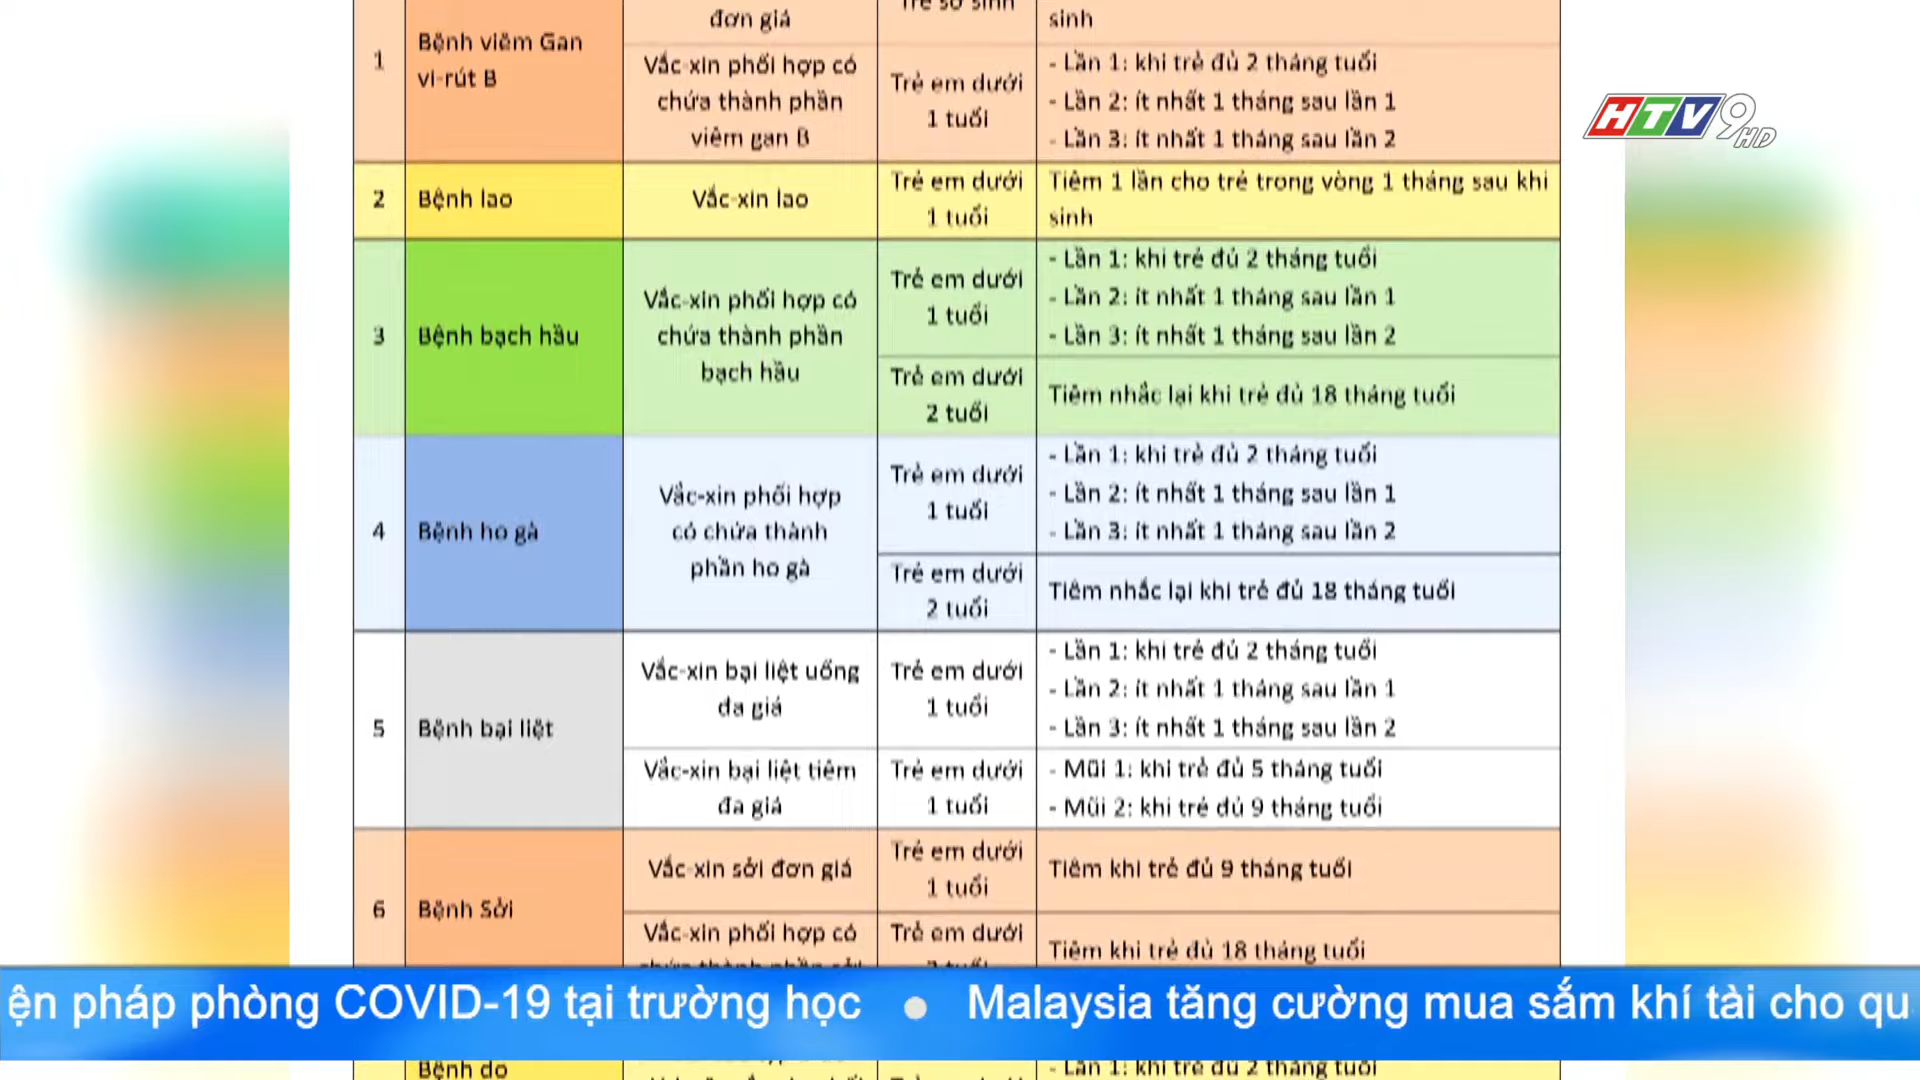 đơn giá
Trẻ sơ sinh
sinh
1
Bệnh viêm Gan
vi-rút B
Vắc-xin phối hợp có
chứa thành phần
viêm gan B
Trẻ em dưới
1 tuổi
- Lần 1: khi trẻ đủ 2 tháng tuổi
- Lần 2: ít nhất 1 tháng sau lần 1
- Lần 3: ít nhất 1 tháng sau lần 2
HTV9
HD
2
Bệnh lao
Vắc-xin lao
Trẻ em dưới
1 tuổi
Tiêm 1 lần cho trẻ trong vòng 1 tháng sau khi
sinh
3
Bệnh bạch hầu
Vắc-xin phối hợp có
chứa thành phần
bạch hầu
Trẻ em dưới
1 tuổi
- Lần 1: khi trẻ đủ 2 tháng tuổi
- Lần 2: ít nhất 1 tháng sau lần 1
- Lần 3: ít nhất 1 tháng sau lần 2
Trẻ em dưới
2 tuổi
Tiêm nhắc lại khi trẻ đủ 18 tháng tuổi
4
Bệnh ho gà
Vắc-xin phối hợp
có chứa thành
phần ho gà
Trẻ em dưới
1 tuổi
- Lần 1: khi trẻ đủ 2 tháng tuổi
- Lần 2: ít nhất 1 tháng sau lần 1
- Lần 3: ít nhất 1 tháng sau lần 2
Trẻ em dưới
2 tuổi
Tiêm nhắc lại khi trẻ đủ 18 tháng tuổi
5
Bệnh bại liệt
Vắc-xin bại liệt uống
đa giá
Trẻ em dưới
1 tuổi
- Lần 1: khi trẻ đủ 2 tháng tuổi
- Lần 2: ít nhất 1 tháng sau lần 1
- Lần 3: ít nhất 1 tháng sau lần 2
Vắc-xin bại liệt tiêm
đa giá
Trẻ em dưới
1 tuổi
- Mũi 1: khi trẻ đủ 5 tháng tuổi
- Mũi 2: khi trẻ đủ 9 tháng tuổi
6
Bệnh Sởi
Vắc-xin sởi đơn giá
Trẻ em dưới
1 tuổi
Tiêm khi trẻ đủ 9 tháng tuổi
Vắc-xin phối hợp có
Trẻ em dưới
Tiêm khi trẻ đủ 18 tháng tuổi
ện pháp phòng COVID-19 tại trường học ● Malaysia tăng cường mua sắm khí tài cho qu
Bệnh do
- Lần 1: khi trẻ đủ 2 tháng tuổi